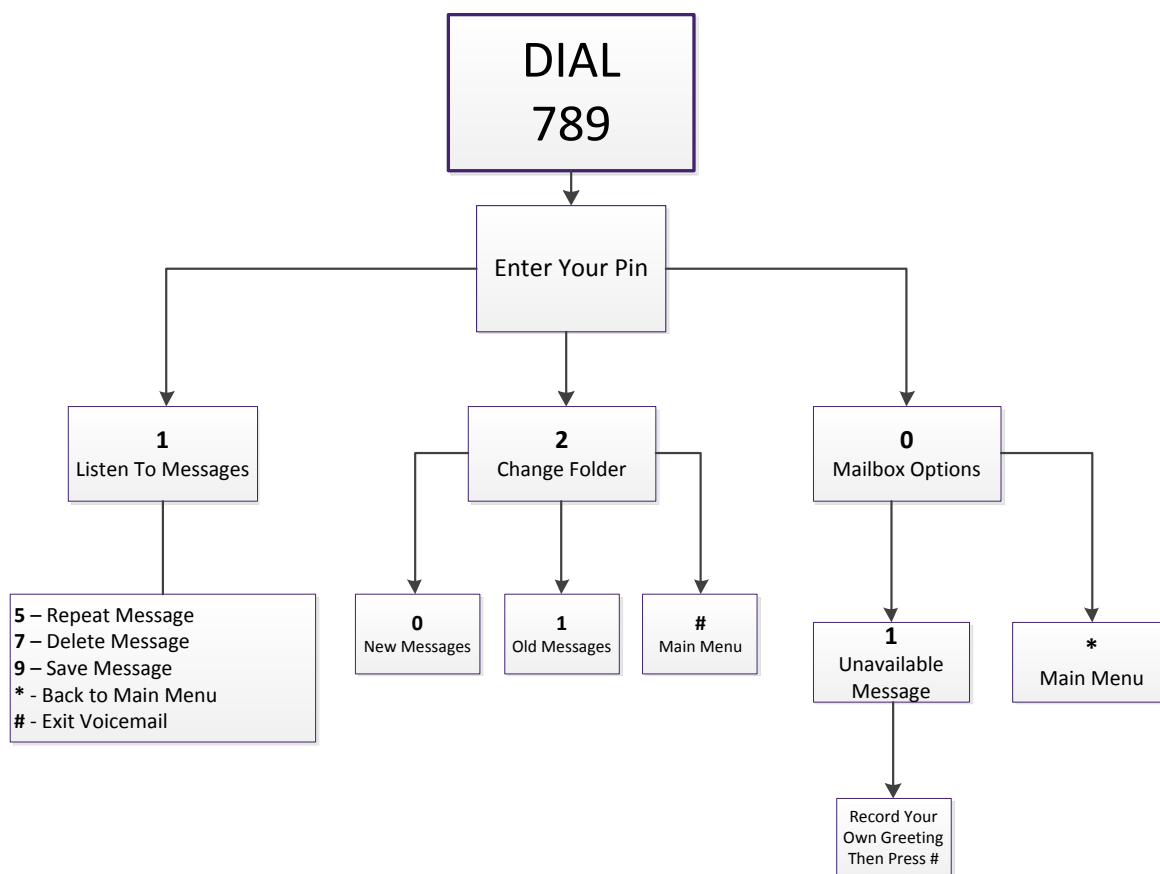 DIAL
789
Enter Your Pin
1
Listen To Messages
2
Change Folder
0
Mailbox Options
5 – Repeat Message
7 – Delete Message
9 – Save Message
* - Back to Main Menu
# - Exit Voicemail
0
New Messages
1
Old Messages
#
Main Menu
1
Unavailable
Message
*
Main Menu
Record Your
Own Greeting
Then Press #